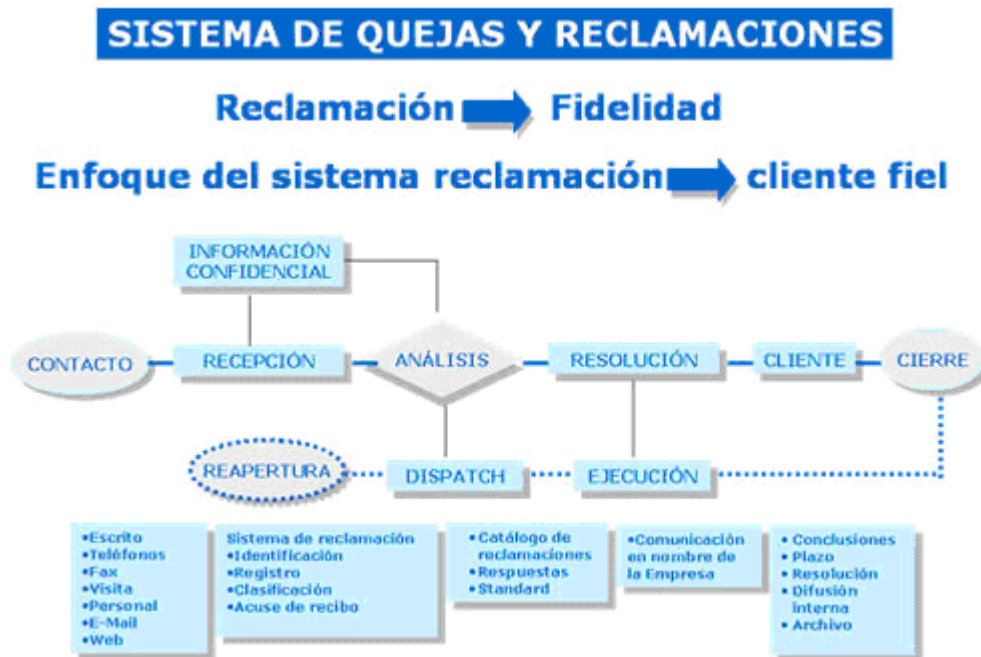 SISTEMA DE QUEJAS Y RECLAMACIONES
Reclamación Fidelidad
Enfoque del sistema reclamación cliente fiel
INFORMACIÓN
CONFIDENCIAL
CONTACTO
RECEPCIÓN
ANÁLISIS
RESOLUCIÓN
CLIENTE
CIERRE
REAPERTURA
DISPATCH
EJECUCIÓN
•Escrito
•Teléfonos
•Fax
•Visita
•Personal
•E-Mail
•Web
Sistema de reclamación
•Identificación
•Registro
•Clasificación
•Acuse de recibo
•Catálogo de
reclamaciones
•Respuestas
•Standard
•Comunicación
en nombre de
la Empresa
• Conclusiones
• Plazo
• Resolución
• Difusión
interna
• Archivo